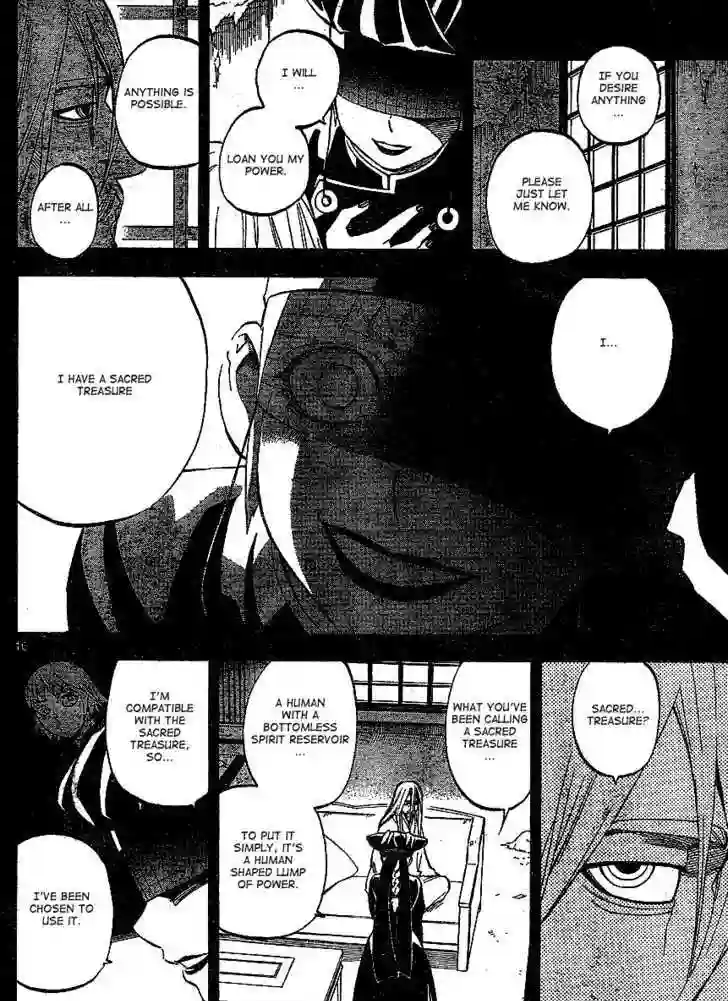 IF YOU
DESIRE
ANYTHING
...
PLEASE
JUST LET
ME KNOW.
I WILL
...
LOAN YOU MY
POWER.
ANYTHING IS
POSSIBLE.
AFTER ALL
...
I...
I HAVE A SACRED
TREASURE
16
SACRED...
TREASURE?
WHAT YOU'VE
BEEN CALLING
A SACRED
TREASURE
...
A HUMAN
WITH A
BOTTOMLESS
SPIRIT RESERVOIR
...
TO PUT IT
SIMPLY, IT'S
A HUMAN
SHAPED LUMP
OF POWER.
I'M
COMPATIBLE
WITH THE
SACRED
TREASURE,
SO...
I'VE BEEN
CHOSEN TO
USE IT.